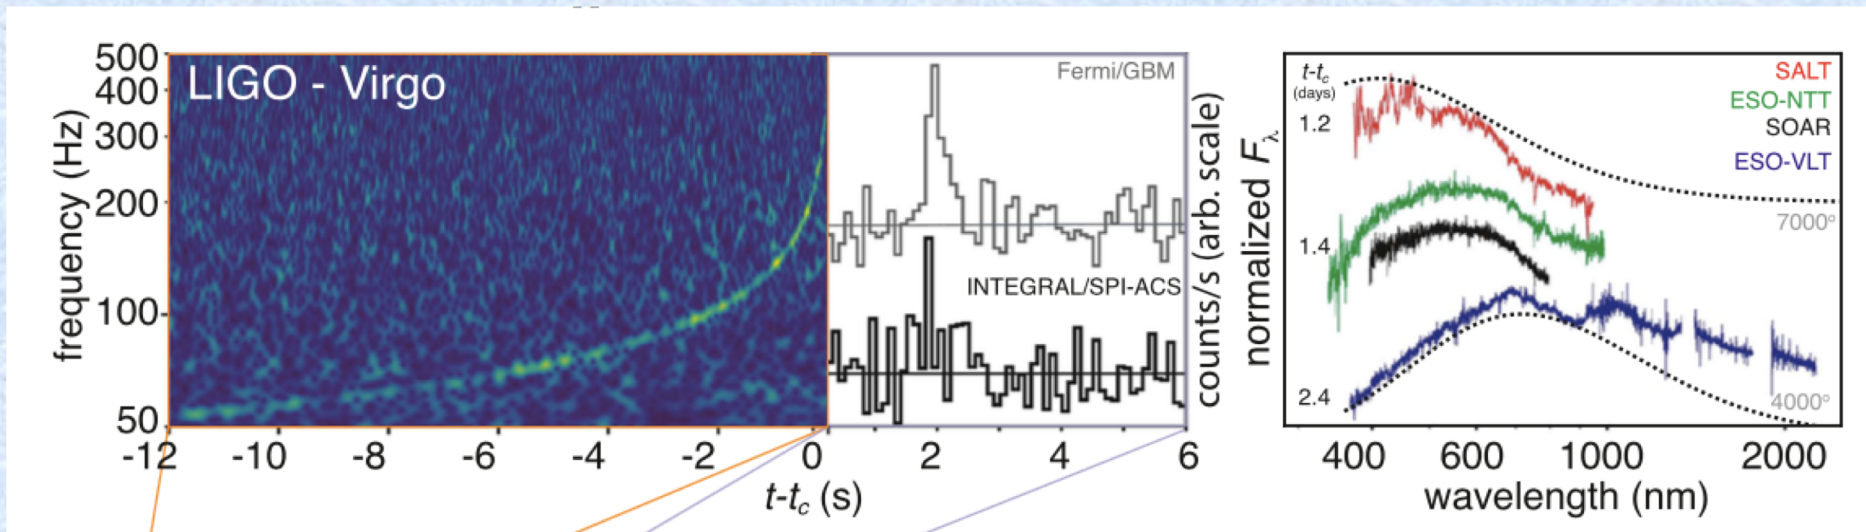 500
400
300
200
100
50
frequency (Hz)
LIGO - Virgo
-12
-10
-8
-6
-4
-2
0
2
4
6
t-tc (s)
Fermi/GBM
INTEGRAL/SPI-ACS
counts/s (arb. scale)
normalized Fλ
t-tc
(days)
1.2
1.4
2.4
SALT
ESO-NTT
SOAR
ESO-VLT
7000°
4000°
400
600
1000
2000
wavelength (nm)